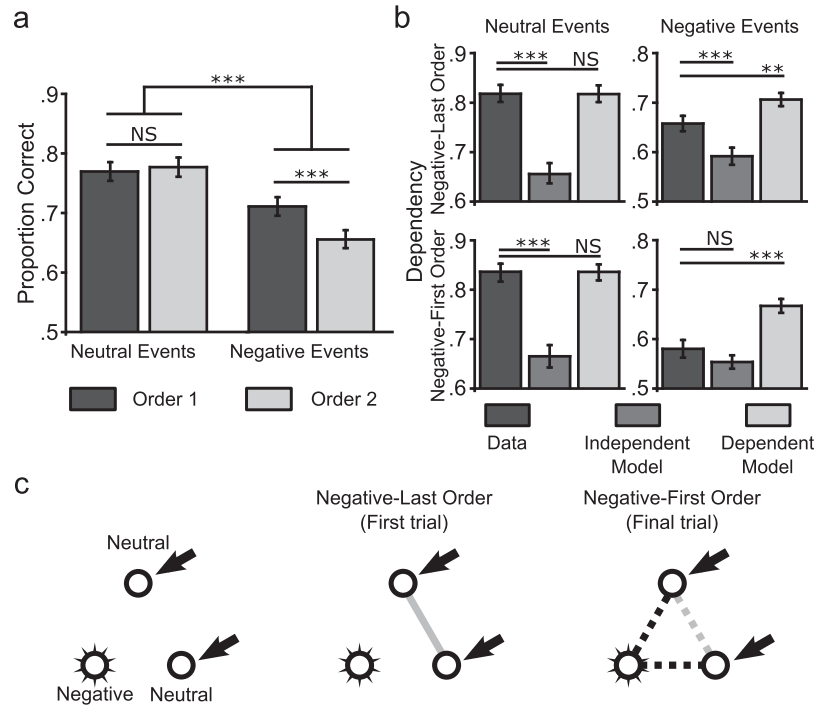 a
***
.9
.8
.7
.6
.5
Proportion Correct
NS
***
Neutral Events Negative Events
Order 1 Order 2
b
Neutral Events Negative Events
Dependency
Negative-Last Order
.9
.8
.7
.6
***
NS
.8
.7
.6
.5
***
**
Negative-First Order
.9
.8
.7
.6
***
NS
.8
.7
.6
.5
NS
***
Data
Independent
Model
Dependent
Model
c
Neutral
Negative
Neutral
Negative-Last Order
(First trial)
Negative-First Order
(Final trial)